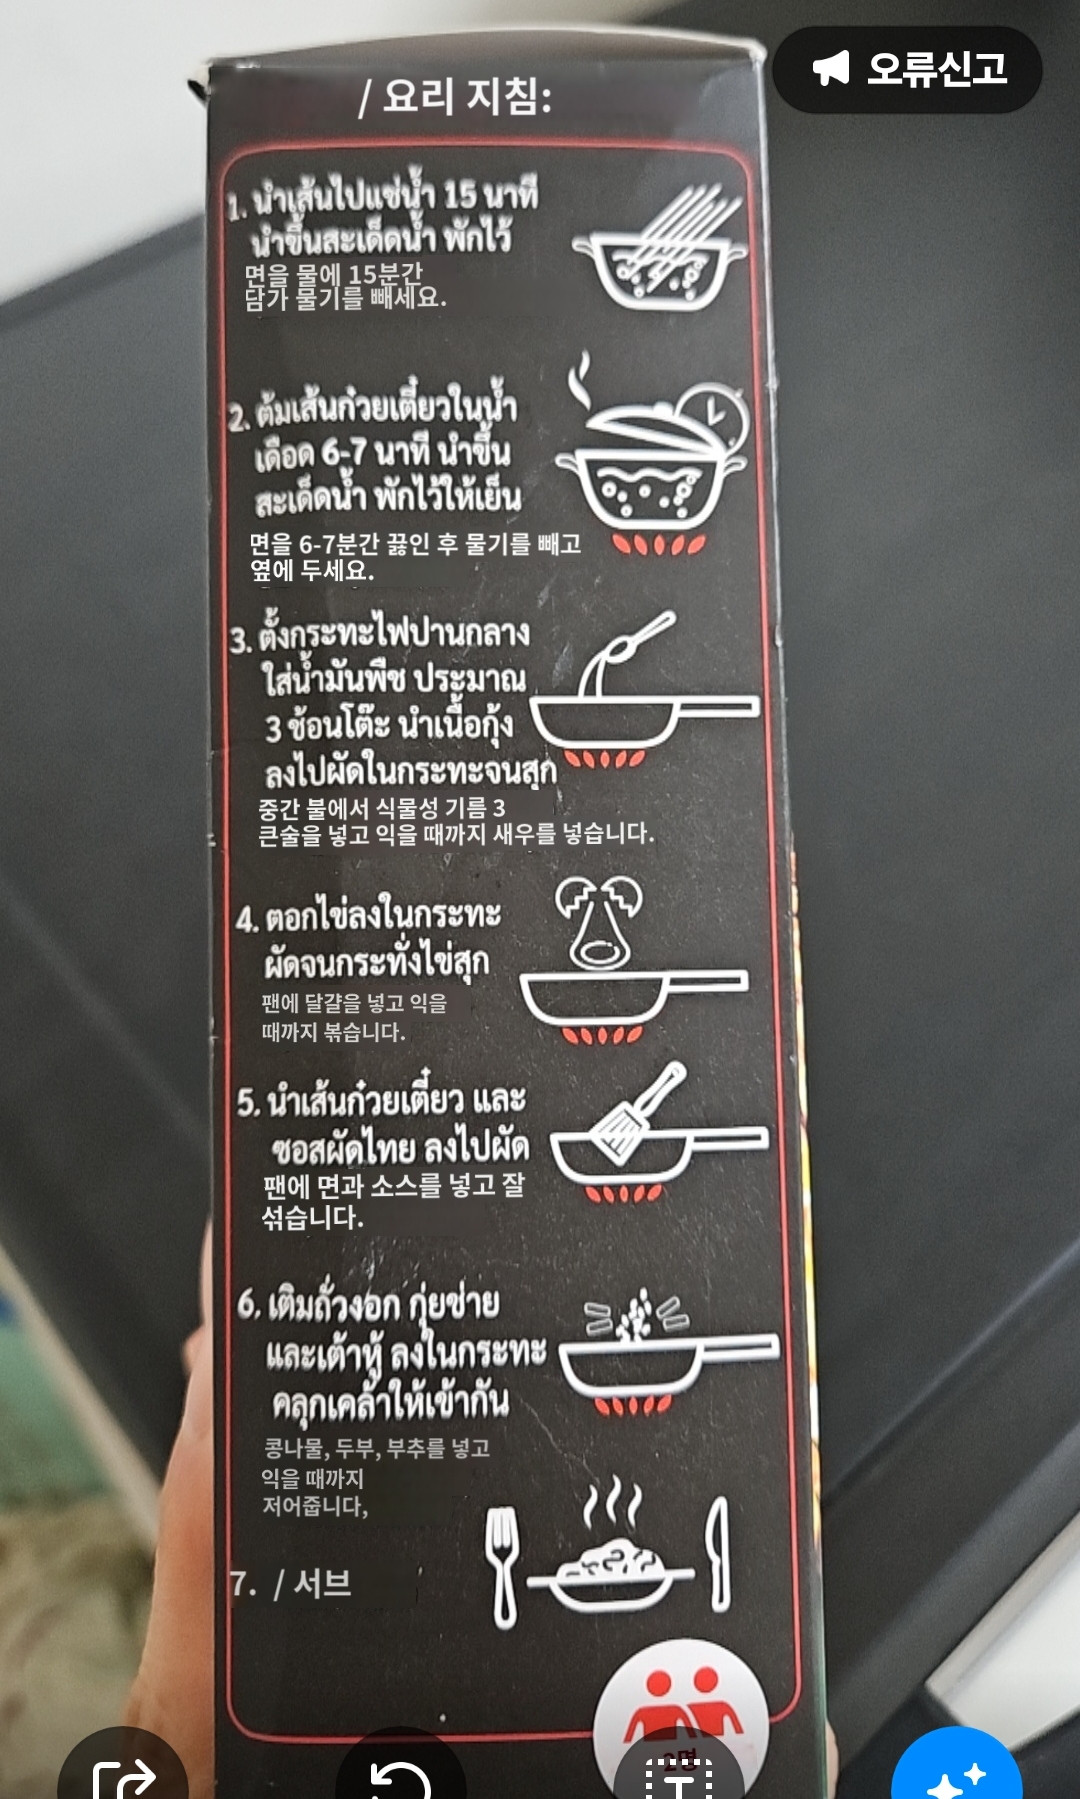 오류신고
/ 요리 지침:
1. นำเส้นไปแช่น้ำ 15 นาที
นำขึ้นสะเด็ดน้ำ พักไว้
면을 물에 15분간
담가 물기를 빼세요.
2. ต้มเส้นก๋วยเตี๋ยวในน้ำ
เดือด 6-7 นาที นำขึ้น
สะเด็ดน้ำ พักไว้ให้เย็น
면을 6-7분간 끓인 후 물기를 빼고
옆에 두세요.
3. ตั้งกระทะไฟปานกลาง
ใส่น้ำมันพืช ประมาณ
3 ช้อนโต๊ะ นำเนื้อกุ้ง
ลงไปผัดในกระทะจนสุก
중간 불에서 식물성 기름 3
큰술을 넣고 익을 때까지 새우를 넣습니다.
4. ตอกไข่ลงในกระทะ
ผัดจนกระทั่งไข่สุก
팬에 달걀을 넣고 익을
때까지 볶습니다.
5. นำเส้นก๋วยเตี๋ยว และ
ซอสผัดไทย ลงไปผัด
팬에 면과 소스를 넣고 잘
섞습니다.
6. เติมถั่วงอก กุ่ยช่าย
และเต้าหู้ ลงในกระทะ
คลุกเคล้าให้เข้ากัน
콩나물, 두부, 부추를 넣고
익을 때까지
저어줍니다,
7. / 서브
2명